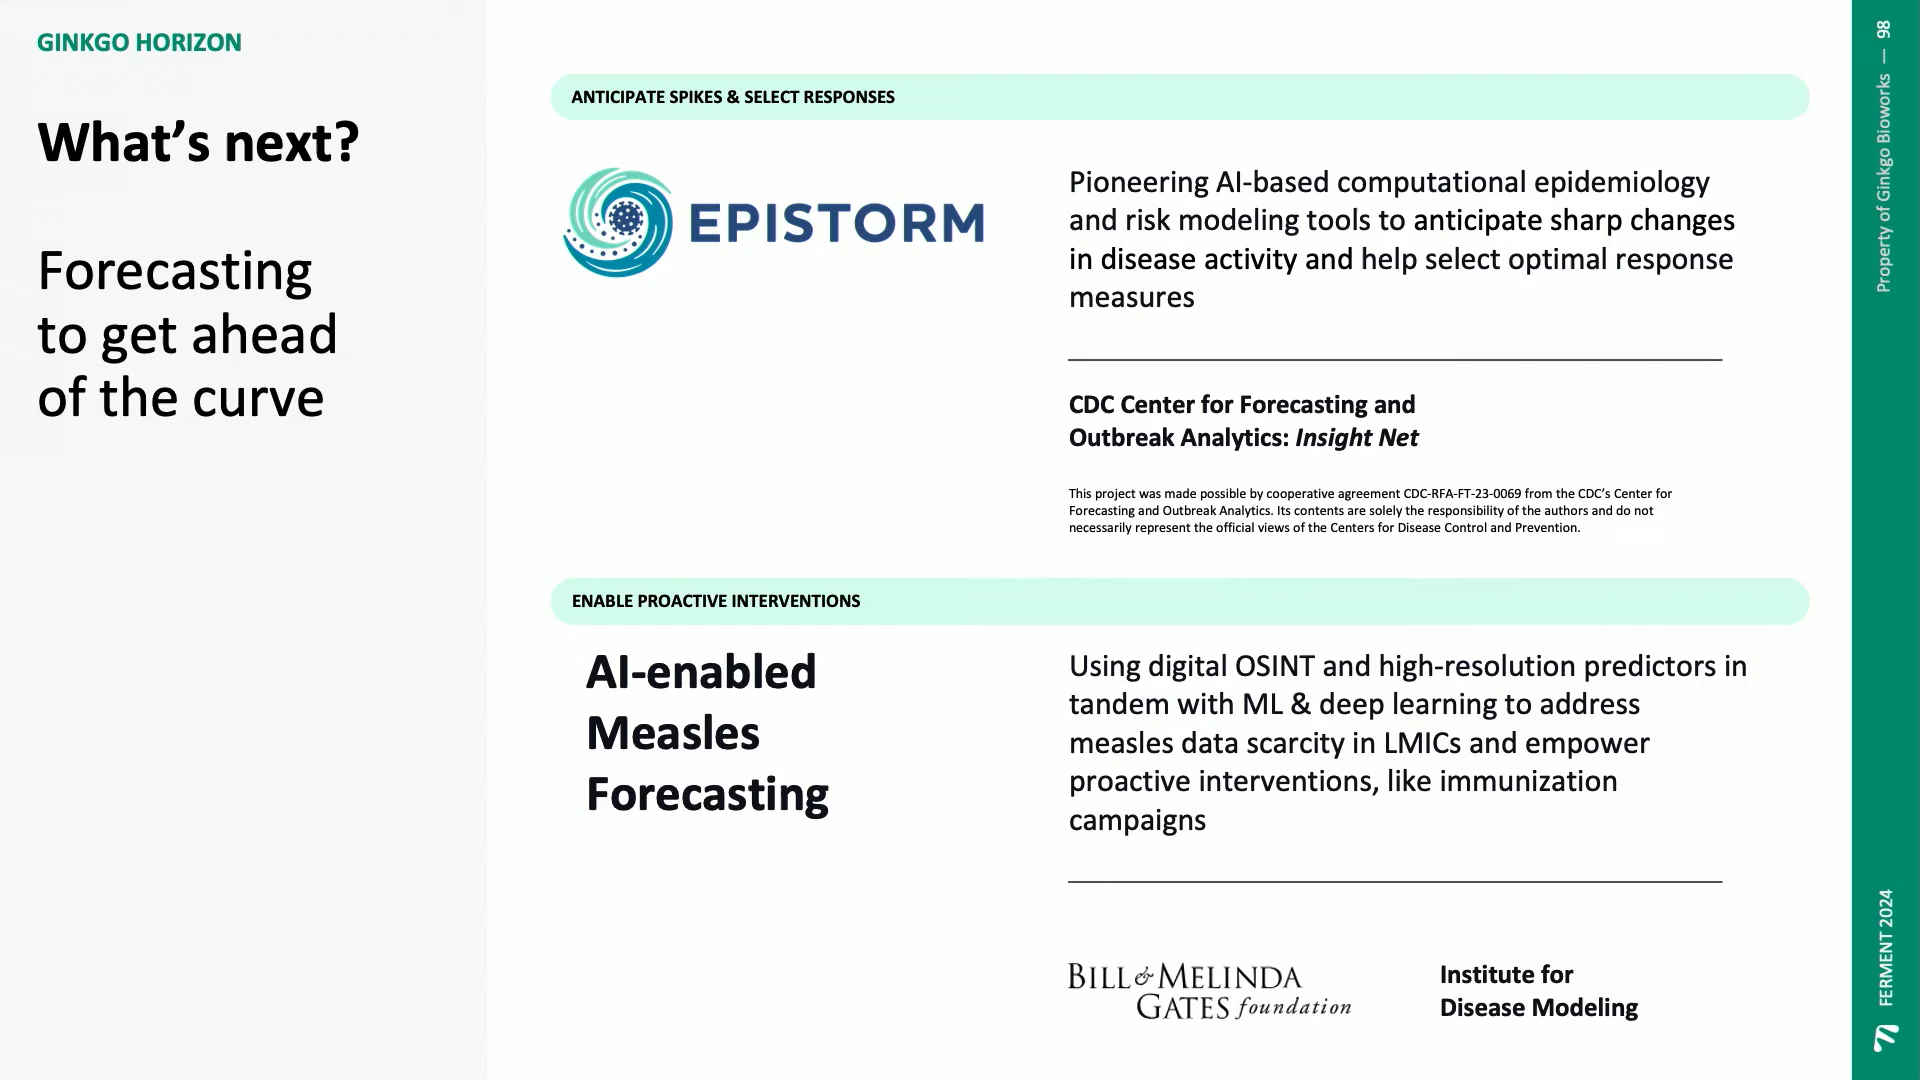 GINKGO HORIZON
What’s next?
Forecasting
to get ahead
of the curve
ANTICIPATE SPIKES & SELECT RESPONSES
EPISTORM
Pioneering AI-based computational epidemiology
and risk modeling tools to anticipate sharp changes
in disease activity and help select optimal response
measures
CDC Center for Forecasting and
Outbreak Analytics: Insight Net
This project was made possible by cooperative agreement CDC-RFA-FT-23-0069 from the CDC’s Center for
Forecasting and Outbreak Analytics. Its contents are solely the responsibility of the authors and do not
necessarily represent the official views of the Centers for Disease Control and Prevention.
ENABLE PROACTIVE INTERVENTIONS
AI-enabled
Measles
Forecasting
Using digital OSINT and high-resolution predictors in
tandem with ML & deep learning to address
measles data scarcity in LMICs and empower
proactive interventions, like immunization
campaigns
BILL & MELINDA
GATES foundation
Institute for
Disease Modeling
Property of Ginkgo Bioworks — 98
FERMENT 2024